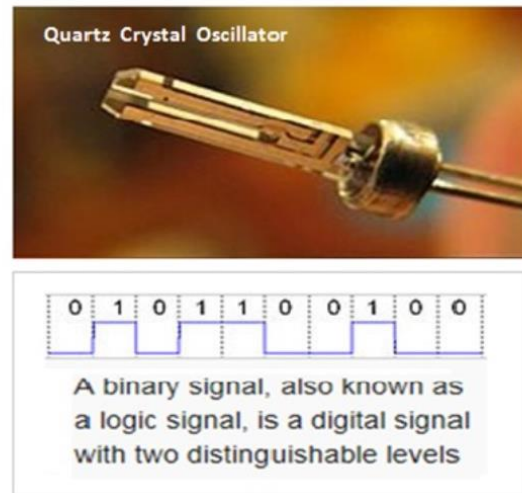 Quartz Crystal Oscillator
0 1 0 1 1 0 0 1 0 0
A binary signal, also known as
a logic signal, is a digital signal
with two distinguishable levels